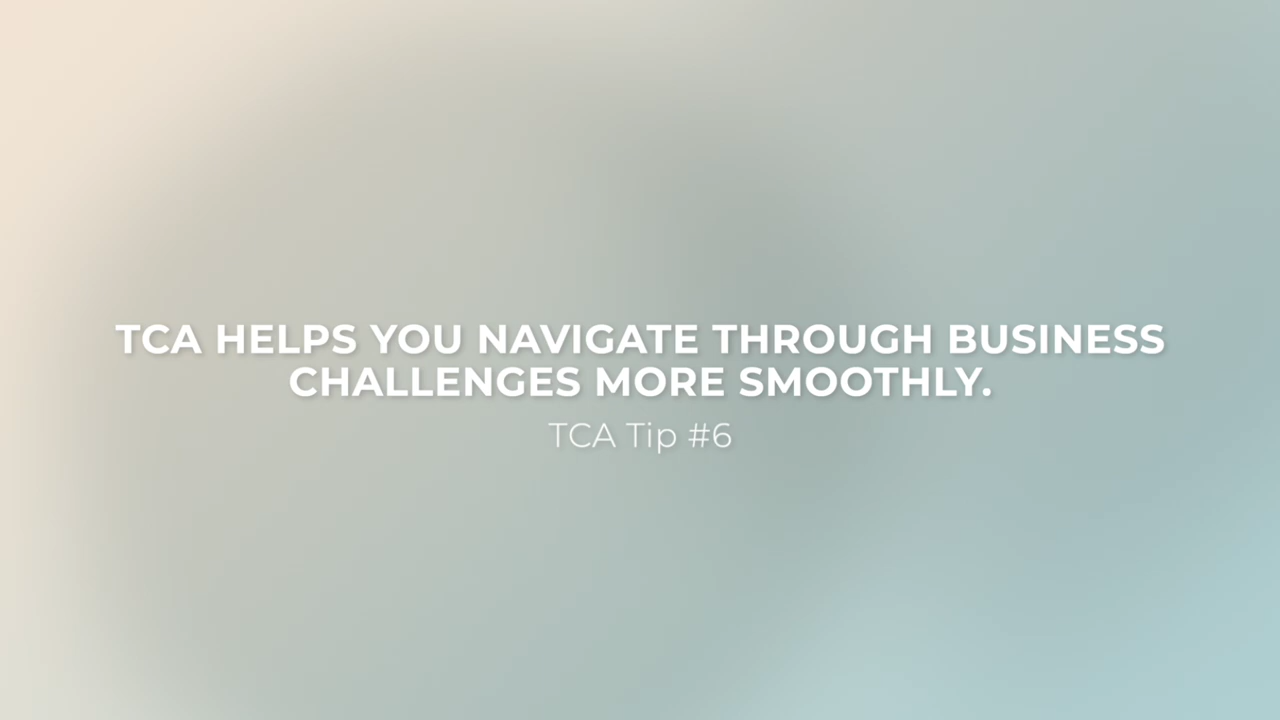 TCA HELPS YOU NAVIGATE THROUGH BUSINESS
CHALLENGES MORE SMOOTHLY.
TCA Tip #6